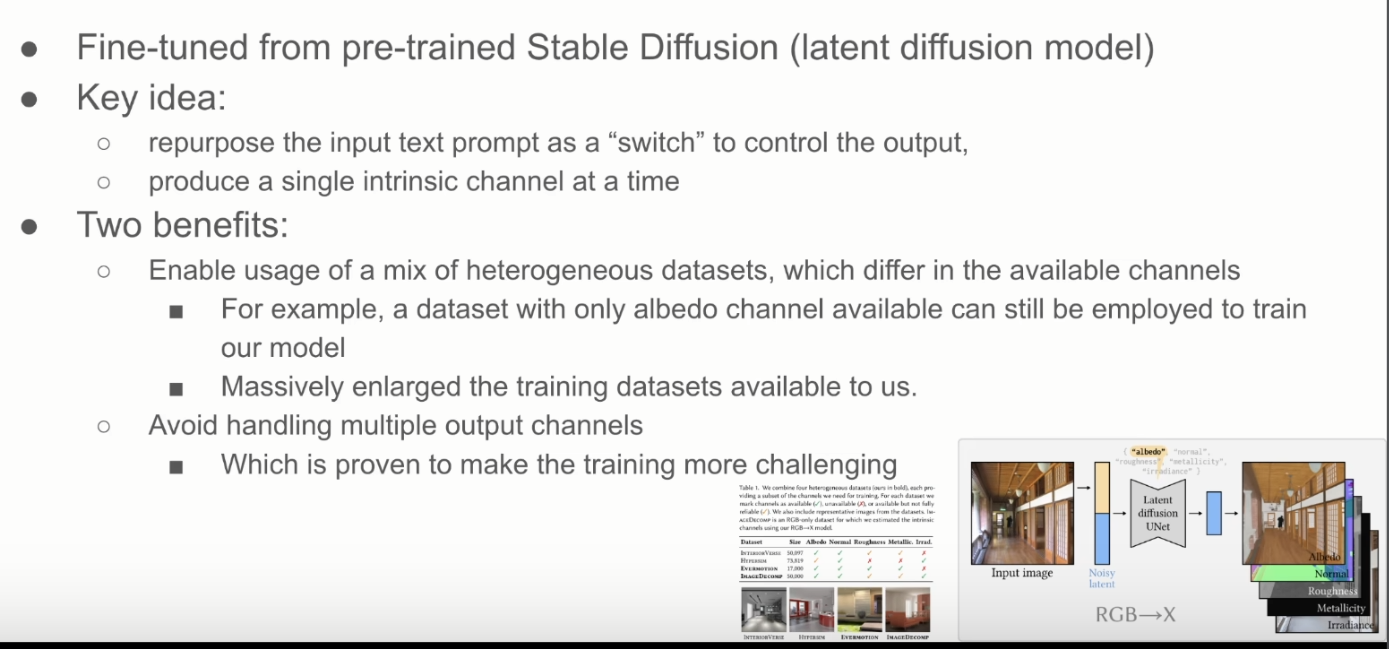 Fine-tuned from pre-trained Stable Diffusion (latent diffusion model)
Key idea:
repurpose the input text prompt as a “switch” to control the output,
produce a single intrinsic channel at a time
Two benefits:
Enable usage of a mix of heterogeneous datasets, which differ in the available channels
For example, a dataset with only albedo channel available can still be employed to train
our model
Massively enlarged the training datasets available to us.
Avoid handling multiple output channels
Which is proven to make the training more challenging
Table 1. We combine four heterogeneous datasets (ours in bold), each pro-
viding a subset of the channels we need for training. For each dataset we
mark channels as available (✓), unavailable (✗), or available but not fully
reliable (✓). We also include representative images from the datasets. Im-
ageDecomp is an RGB-only dataset for which we estimated the intrinsic
channels using our RGB→X model.
Dataset Size Albedo Normal Roughness Metallic. Irrad.
InteriorVerse 50,097 ✓ ✓ ✓ ✓ ✗
Hypersim 73,819 ✓ ✓ ✗ ✗ ✓
Evermotion 17,000 ✓ ✓ ✓ ✓ ✗
ImageDecomp 50,000 ✓ ✓ ✓ ✓ ✓
InteriorVerse Hypersim Evermotion ImageDecomp
{ "albedo", "normal",
"roughness", "metallicity",
"irradiance" }
Latent
diffusion
UNet
Input image
Noisy
latent
RGB→X
Albedo
Normal
Roughness
Metallicity
Irradiance